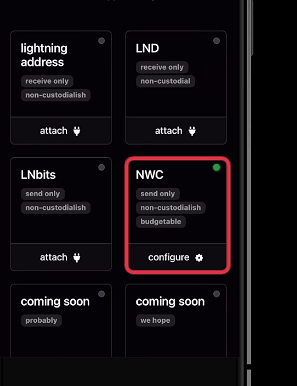 lightning
address
receive only
non-custodialish
attach
LND
receive only
non-custodial
attach
LNbits
send only
non-custodialish
attach
NWC
send only
non-custodialish
budgetable
configure
coming soon
probably
coming soon
we hope